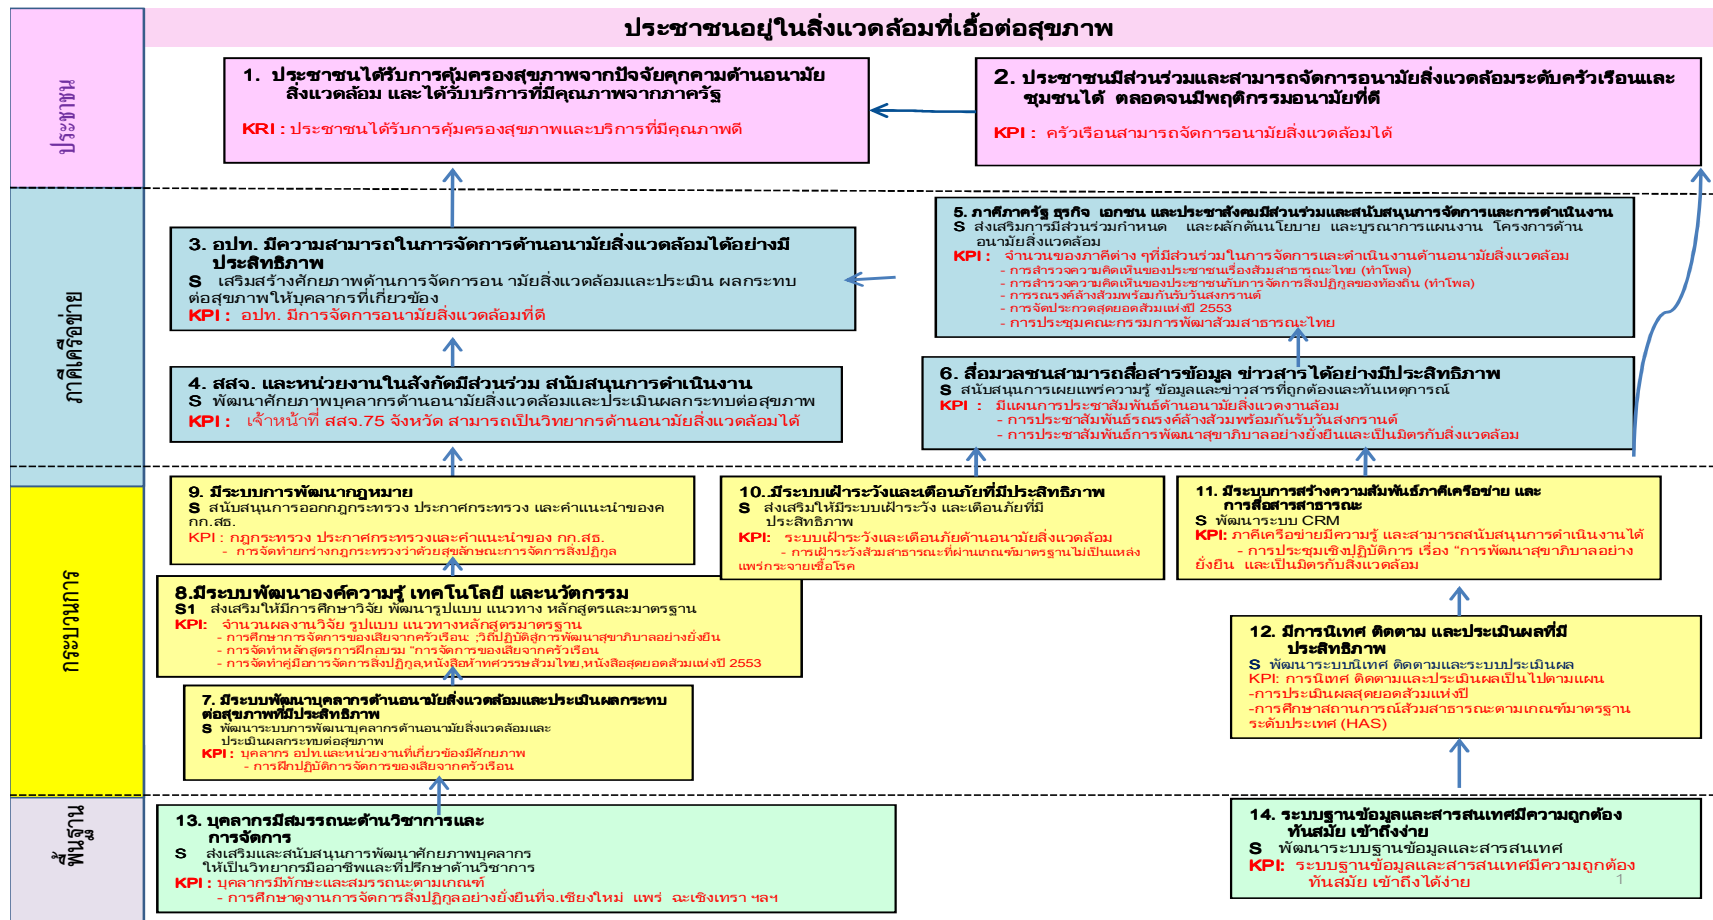 ประชาชนอยู่ในสิ่งแวดล้อมที่เอื้อต่อสุขภาพ
ประชาชน
1. ประชาชนได้รับการคุ้มครองสุขภาพจากปัจจัยคุกคามด้านอนามัย
สิ่งแวดล้อม และได้รับบริการที่มีคุณภาพจากภาครัฐ
KRI : ประชาชนได้รับการคุ้มครองสุขภาพและบริการที่มีคุณภาพดี
2. ประชาชนมีส่วนร่วมและสามารถจัดการอนามัยสิ่งแวดล้อมระดับครัวเรือนและ
ชุมชนได้ ตลอดจนมีพฤติกรรมอนามัยที่ดี
KPI : ครัวเรือนสามารถจัดการอนามัยสิ่งแวดล้อมได้
ภาคีเครือข่าย
3. อปท. มีความสามารถในการจัดการด้านอนามัยสิ่งแวดล้อมได้อย่างมี
ประสิทธิภาพ
S เสริมสร้างศักยภาพด้านการจัดการอน ามัยสิ่งแวดล้อมและประเมิน ผลกระทบ
ต่อสุขภาพให้บุคลากรที่เกี่ยวข้อง
KPI : อปท. มีการจัดการอนามัยสิ่งแวดล้อมที่ดี
5. ภาคีภาครัฐ ธุรกิจ เอกชน และประชาสังคมมีส่วนร่วมและสนับสนุนการจัดการและการดำเนินงาน
S ส่งเสริมการมีส่วนร่วมกำหนด และผลักดันนโยบาย และบูรณาการแผนงาน โครงการด้าน
อนามัยสิ่งแวดล้อม
KPI : จำนวนของภาคีต่าง ๆที่มีส่วนร่วมในการจัดการและดำเนินงานด้านอนามัยสิ่งแวดล้อม
- การสำรวจความคิดเห็นของประชาชนเรื่องส้วมสาธารณะไทย (ทำโพล)
- การสำรวจความคิดเห็นของประชาชนกับการจัดการสิ่งปฏิกูลของท้องถิ่น (ทำโพล)
- การรณรงค์ล้างส้วมพร้อมกันรับวันสงกรานต์
- การจัดประกวดสุดยอดส้วมแห่งปี 2553
- การประชุมคณะกรรมการพัฒาส้วมสาธารณะไทย
4. สสจ. และหน่วยงานในสังกัดมีส่วนร่วม สนับสนุนการดำเนินงาน
S พัฒนาศักยภาพบุคลากรด้านอนามัยสิ่งแวดล้อมและประเมินผลกระทบต่อสุขภาพ
KPI : เจ้าหน้าที่ สสจ.75 จังหวัด สามารถเป็นวิทยากรด้านอนามัยสิ่งแวดล้อมได้
6. สื่อมวลชนสามารถสื่อสารข้อมูล ข่าวสารได้อย่างมีประสิทธิภาพ
S สนับสนุนการเผยแพร่ความรู้ ข้อมูลและข่าวสารที่ถูกต้องและทันเหตุการณ์
KPI : มีแผนการประชาสัมพันธ์ด้านอนามัยสิ่งแวดงานล้อม
- การประชาสัมพันธ์รณรงค์ล้างส้วมพร้อมกันรับวันสงกรานต์
- การประชาสัมพันธ์การพัฒนาสุขาภิบาลอย่างยั่งยืนและเป็นมิตรกับสิ่งแวดล้อม
กระบวนการ
9. มีระบบการพัฒนากฎหมาย
S สนับสนุนการออกกฎกระทรวง ประกาศกระทรวง และคำแนะนำของค
กก.สธ.
KPI : กฎกระทรวง ประกาศกระทรวงและคำแนะนำของ กก.สธ.
- การจัดทำยกร่างกฎกระทรวงว่าด้วยสุขลักษณะการจัดการสิ่งปฏิกูล
10..มีระบบเฝ้าระวังและเตือนภัยที่มีประสิทธิภาพ
S ส่งเสริมให้มีระบบเฝ้าระวัง และเตือนภัยที่มี
ประสิทธิภาพ
KPI: ระบบเฝ้าระวังและเตือนภัยด้านอนามัยสิ่งแวดล้อม
- การเฝ้าระวังส้วมสาธารณะที่ผ่านเกณฑ์มาตรฐานไม่เป็นแหล่ง
แพร่กระจายเชื้อโรค
11. มีระบบการสร้างความสัมพันธ์ภาคีเครือข่าย และ
การสื่อสารสาธารณะ
S พัฒนาระบบ CRM
KPI: ภาคีเครือข่ายมีความรู้ และสามารถสนับสนุนการดำเนินงานได้
- การประชุมเชิงปฏิบัติการ เรื่อง "การพัฒนาสุขาภิบาลอย่าง
ยั่งยืน และเป็นมิตรกับสิ่งแวดล้อม
8.มีระบบพัฒนาองค์ความรู้ เทคโนโลยี และนวัตกรรม
S1 ส่งเสริมให้มีการศึกษาวิจัย พัฒนารูปแบบ แนวทาง หลักสูตรและมาตรฐาน
KPI: จำนวนผลงานวิจัย รูปแบบ แนวทางหลักสูตรมาตรฐาน
- การศึกษาการจัดการของเสียจากครัวเรือน: ;วิถีปฏิบัติสู่การพัฒนาสุขาภิบาลอย่างยั่งยืน
- การจัดทำหลักสูตรการฝึกอบรม "การจัดการของเสียจากครัวเรือน
- การจัดทำคู่มือการจัดการสิ่งปฏิกูล,หนังสือห้าทศวรรษส้วมไทย,หนังสือสุดยอดส้วมแห่งปี 2553
12. มีการนิเทศ ติดตาม และประเมินผลที่มี
ประสิทธิภาพ
S พัฒนาระบบนิเทศ ติดตามและระบบประเมินผล
KPI: การนิเทศ ติดตามและประเมินผลเป็นไปตามแผน
-การประเมินผลสุดยอดส้วมแห่งปี
-การศึกษาสถานการณ์ส้วมสาธารณะตามเกณฑ์มาตรฐาน
ระดับประเทศ (HAS)
7. มีระบบพัฒนาบุคลากรด้านอนามัยสิ่งแวดล้อมและประเมินผลกระทบ
ต่อสุขภาพที่มีประสิทธิภาพ
S พัฒนาระบบการพัฒนาบุคลากรด้านอนามัยสิ่งแวดล้อมและ
ประเมินผลกระทบต่อสุขภาพ
KPI : บุคลากร อปท.และหน่วยงานที่เกี่ยวข้องมีศักยภาพ
- การฝึกปฏิบัติการจัดการของเสียจากครัวเรือน
พื้นฐาน
13. บุคลากรมีสมรรถนะด้านวิชาการและ
การจัดการ
S ส่งเสริมและสนับสนุนการพัฒนาศักยภาพบุคลากร
ให้เป็นวิทยากรมืออาชีพและที่ปรึกษาด้านวิชาการ
KPI : บุคลากรมีทักษะและสมรรถนะตามเกณฑ์
- การศึกษาดูงานการจัดการสิ่งปฏิกูลอย่างยั่งยืนที่จ.เชียงใหม่ แพร่ ฉะเชิงเทรา ฯลฯ
14. ระบบฐานข้อมูลและสารสนเทศมีความถูกต้อง
ทันสมัย เข้าถึงง่าย
S พัฒนาระบบฐานข้อมูลและสารสนเทศ
KPI: ระบบฐานข้อมูลและสารสนเทศมีความถูกต้อง
ทันสมัย เข้าถึงได้ง่าย
1